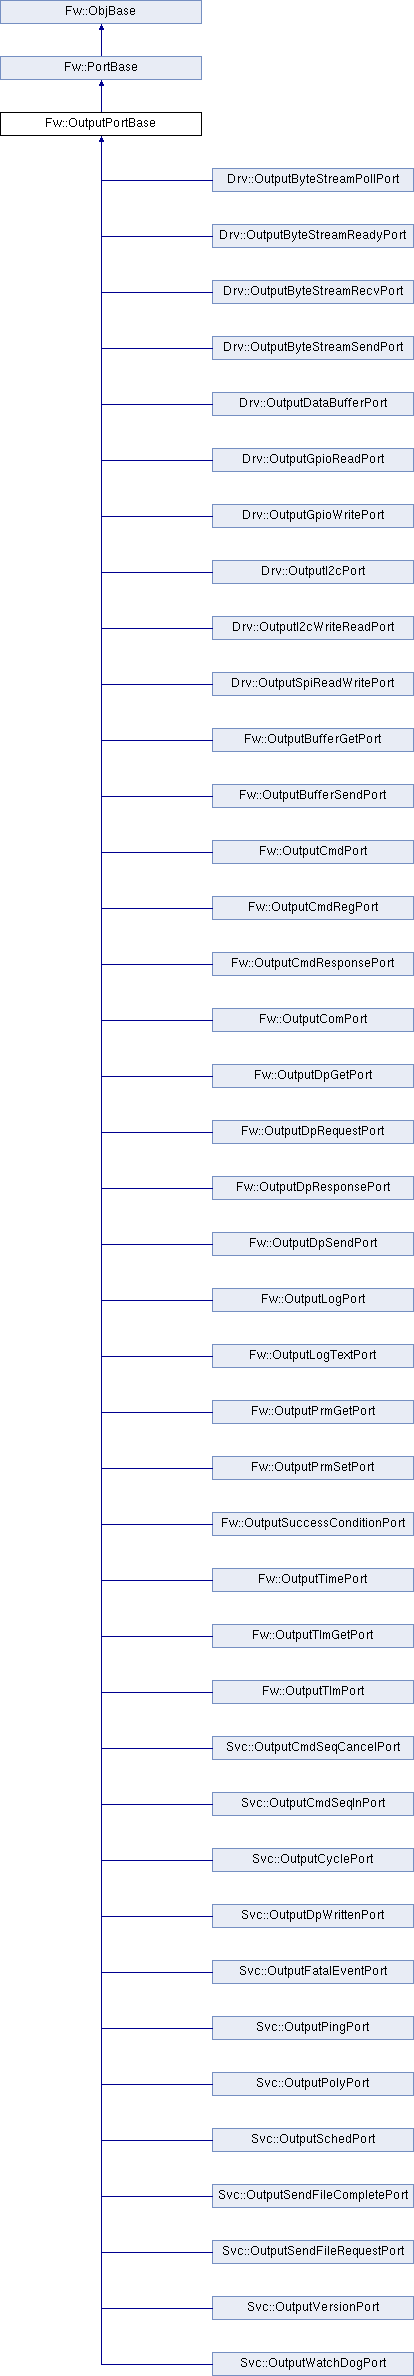 Fw::ObjBase
Fw::PortBase
Fw::OutputPortBase
Drv::OutputByteStreamPollPort
Drv::OutputByteStreamReadyPort
Drv::OutputByteStreamRecvPort
Drv::OutputByteStreamSendPort
Drv::OutputDataBufferPort
Drv::OutputGpioReadPort
Drv::OutputGpioWritePort
Drv::OutputI2cPort
Drv::OutputI2cWriteReadPort
Drv::OutputSpiReadWritePort
Fw::OutputBufferGetPort
Fw::OutputBufferSendPort
Fw::OutputCmdPort
Fw::OutputCmdRegPort
Fw::OutputCmdResponsePort
Fw::OutputComPort
Fw::OutputDpGetPort
Fw::OutputDpRequestPort
Fw::OutputDpResponsePort
Fw::OutputDpSendPort
Fw::OutputLogPort
Fw::OutputLogTextPort
Fw::OutputPrmGetPort
Fw::OutputPrmSetPort
Fw::OutputSuccessConditionPort
Fw::OutputTimePort
Fw::OutputTlmGetPort
Fw::OutputTlmPort
Svc::OutputCmdSeqCancelPort
Svc::OutputCmdSeqInPort
Svc::OutputCyclePort
Svc::OutputDpWrittenPort
Svc::OutputFatalEventPort
Svc::OutputPingPort
Svc::OutputPolyPort
Svc::OutputSchedPort
Svc::OutputSendFileCompletePort
Svc::OutputSendFileRequestPort
Svc::OutputVersionPort
Svc::OutputWatchDogPort